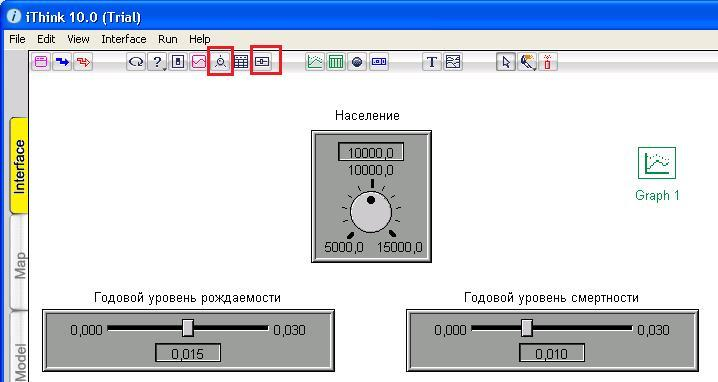 iThink 10.0 (Trial)
File Edit View Interface Run Help
T
Interface
Map
Model
Население
10000,0
10000,0
5000,0 15000,0
Graph 1
Годовой уровень рождаемости
0,000 0,030
0,015
Годовой уровень смертности
0,000 0,030
0,010